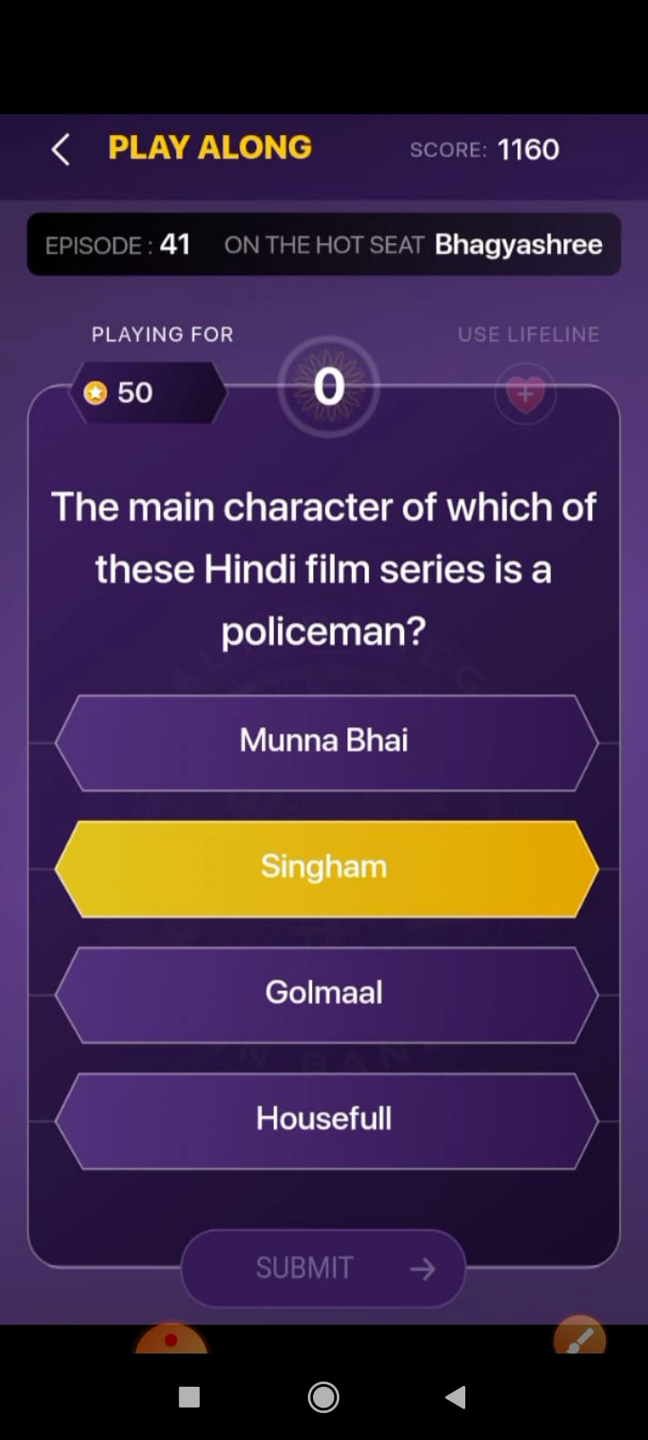 PLAY ALONG SCORE: 1160
EPISODE : 41 ON THE HOT SEAT Bhagyashree
PLAYING FOR USE LIFELINE
50 0
The main character of which of
these Hindi film series is a
policeman?
Munna Bhai
Singham
Golmaal
Housefull
SUBMIT